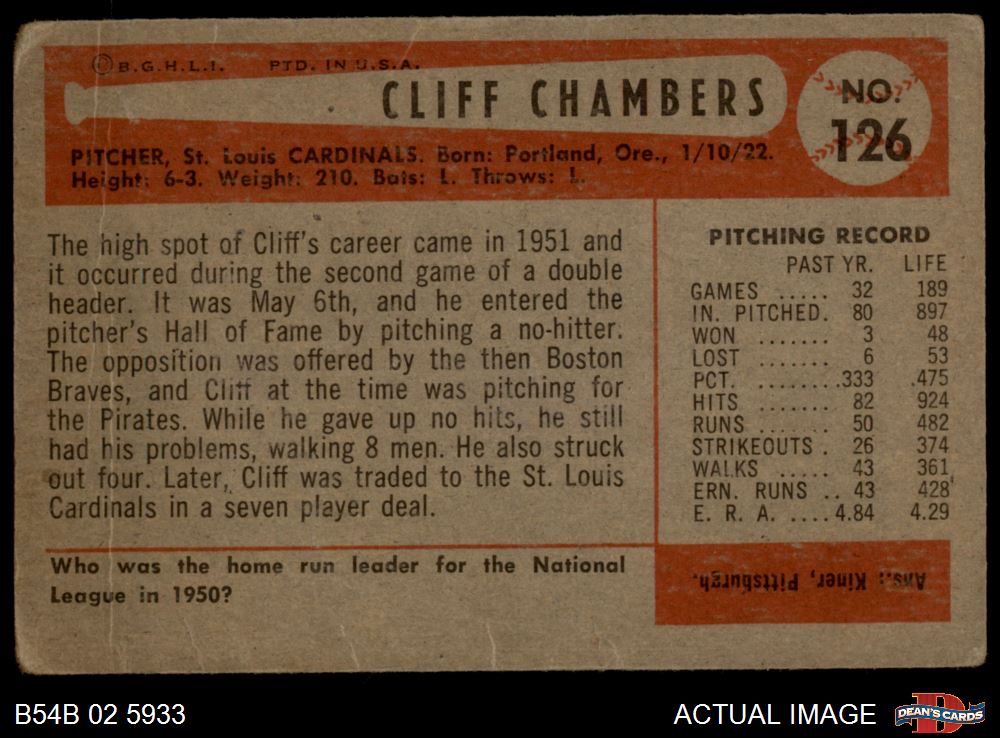 © B.G.H.L.I. PTD. IN U.S.A.
CLIFF CHAMBERS
NO.
126
PITCHER, St. Louis CARDINALS. Born: Portland, Ore., 1/10/22.
Height: 6-3. Weight: 210. Bats: L. Throws: L.
The high spot of Cliff's career came in 1951 and
it occurred during the second game of a double
header. It was May 6th, and he entered the
pitcher's Hall of Fame by pitching a no-hitter.
The opposition was offered by the then Boston
Braves, and Cliff at the time was pitching for
the Pirates. While he gave up no hits, he still
had his problems, walking 8 men. He also struck
out four. Later, Cliff was traded to the St. Louis
Cardinals in a seven player deal.
PITCHING RECORD
PAST YR. LIFE
GAMES ..... 32 189
IN. PITCHED. 80 897
WON ....... 3 48
LOST ....... 6 53
PCT. ........ .333 .475
HITS ....... 82 924
RUNS ...... 50 482
STRIKEOUTS . 26 374
WALKS ..... 43 361
ERN. RUNS .. 43 428
E. R. A. .... 4.84 4.29
Who was the home run leader for the National
League in 1950?
Ans.: Kiner, Pittsburgh.
B54B 02 5933
ACTUAL IMAGE
DEAN'S CARDS